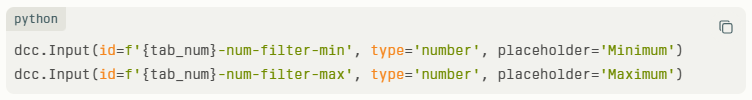 python
dcc.Input(id=f'{tab_num}-num-filter-min', type='number', placeholder='Minimum')
dcc.Input(id=f'{tab_num}-num-filter-max', type='number', placeholder='Maximum')